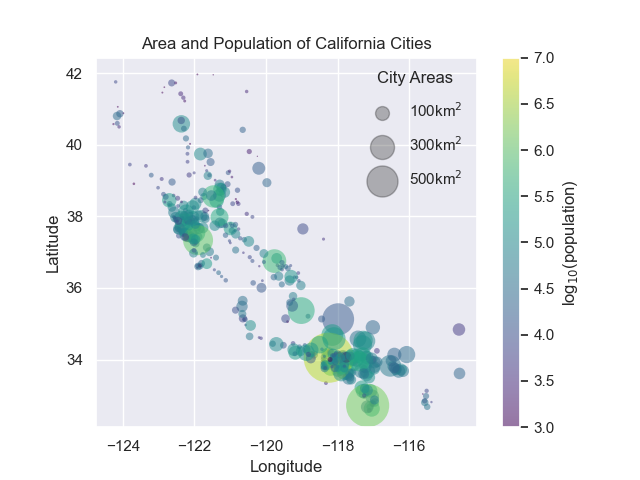 Area and Population of California Cities
City Areas
100km²
300km²
500km²
42
40
38
36
34
Latitude
−124
−122
−120
−118
−116
Longitude
7.0
6.5
6.0
5.5
5.0
4.5
4.0
3.5
3.0
log₁₀(population)